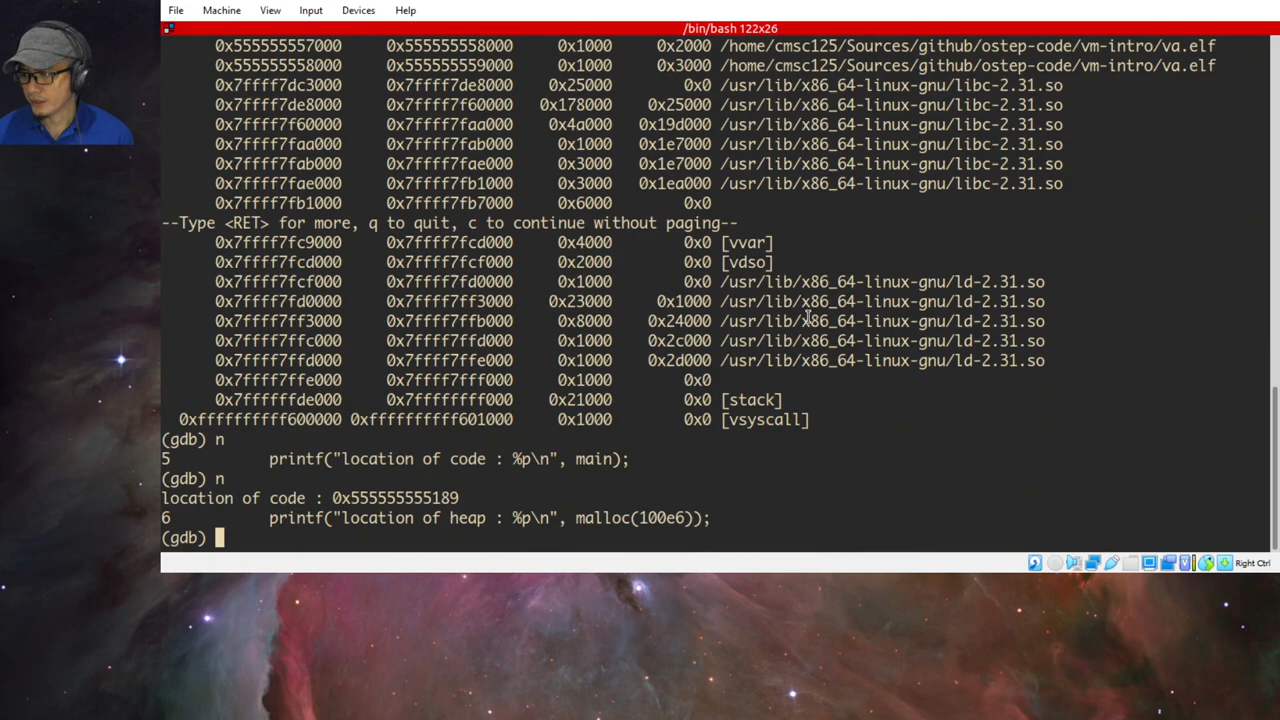 File Machine View Input Devices Help
/bin/bash 122x26
0x555555557000 0x555555558000 0x1000 0x2000 /home/cmsc125/Sources/github/ostep-code/vm-intro/va.elf
0x555555558000 0x555555559000 0x1000 0x3000 /home/cmsc125/Sources/github/ostep-code/vm-intro/va.elf
0x7ffff7dc3000 0x7ffff7de8000 0x25000 0x0 /usr/lib/x86_64-linux-gnu/libc-2.31.so
0x7ffff7de8000 0x7ffff7f60000 0x178000 0x25000 /usr/lib/x86_64-linux-gnu/libc-2.31.so
0x7ffff7f60000 0x7ffff7faa000 0x4a000 0x19d000 /usr/lib/x86_64-linux-gnu/libc-2.31.so
0x7ffff7faa000 0x7ffff7fab000 0x1000 0x1e7000 /usr/lib/x86_64-linux-gnu/libc-2.31.so
0x7ffff7fab000 0x7ffff7fae000 0x3000 0x1e7000 /usr/lib/x86_64-linux-gnu/libc-2.31.so
0x7ffff7fae000 0x7ffff7fb1000 0x3000 0x1ea000 /usr/lib/x86_64-linux-gnu/libc-2.31.so
0x7ffff7fb1000 0x7ffff7fb7000 0x6000 0x0
--Type <RET> for more, q to quit, c to continue without paging--
0x7ffff7fc9000 0x7ffff7fcd000 0x4000 0x0 [vvar]
0x7ffff7fcd000 0x7ffff7fcf000 0x2000 0x0 [vdso]
0x7ffff7fcf000 0x7ffff7fd0000 0x1000 0x0 /usr/lib/x86_64-linux-gnu/ld-2.31.so
0x7ffff7fd0000 0x7ffff7ff3000 0x23000 0x1000 /usr/lib/x86_64-linux-gnu/ld-2.31.so
0x7ffff7ff3000 0x7ffff7ffb000 0x8000 0x24000 /usr/lib/x86_64-linux-gnu/ld-2.31.so
0x7ffff7ffc000 0x7ffff7ffd000 0x1000 0x2c000 /usr/lib/x86_64-linux-gnu/ld-2.31.so
0x7ffff7ffd000 0x7ffff7ffe000 0x1000 0x2d000 /usr/lib/x86_64-linux-gnu/ld-2.31.so
0x7ffff7ffe000 0x7ffff7fff000 0x1000 0x0
0x7ffffffde000 0x7ffffffff000 0x21000 0x0 [stack]
0xffffffffff600000 0xffffffffff601000 0x1000 0x0 [vsyscall]
(gdb) n
5 printf("location of code : %p\n", main);
(gdb) n
location of code : 0x555555555189
6 printf("location of heap : %p\n", malloc(100e6));
(gdb)
Right Ctrl